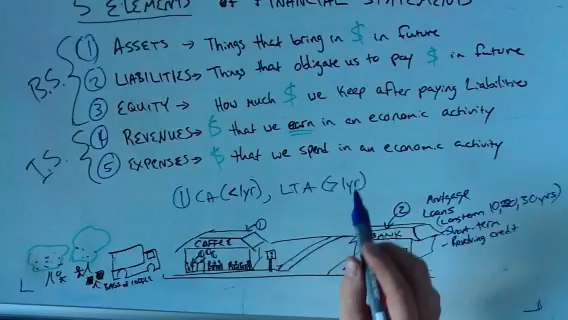 5 ELEMENTS of FINANCIAL STATEMENTS
B.S. ① ASSETS → Things that bring in $ in future
② LIABILITIES → Things that obligate us to pay $ in future
③ EQUITY → How much $ we keep after paying Liabilities
I.S. ④ REVENUES → $ that we earn in an economic activity
⑤ EXPENSES → $ that we spend in an economic activity
① CA (<1yr), LTA (>1yr)
①
②
Mortgage
Loans
(Longterm 10, 20, 30 yrs)
- Short-term
- Revolving credit
COFFEE
BANK
BAGS of COFFEE